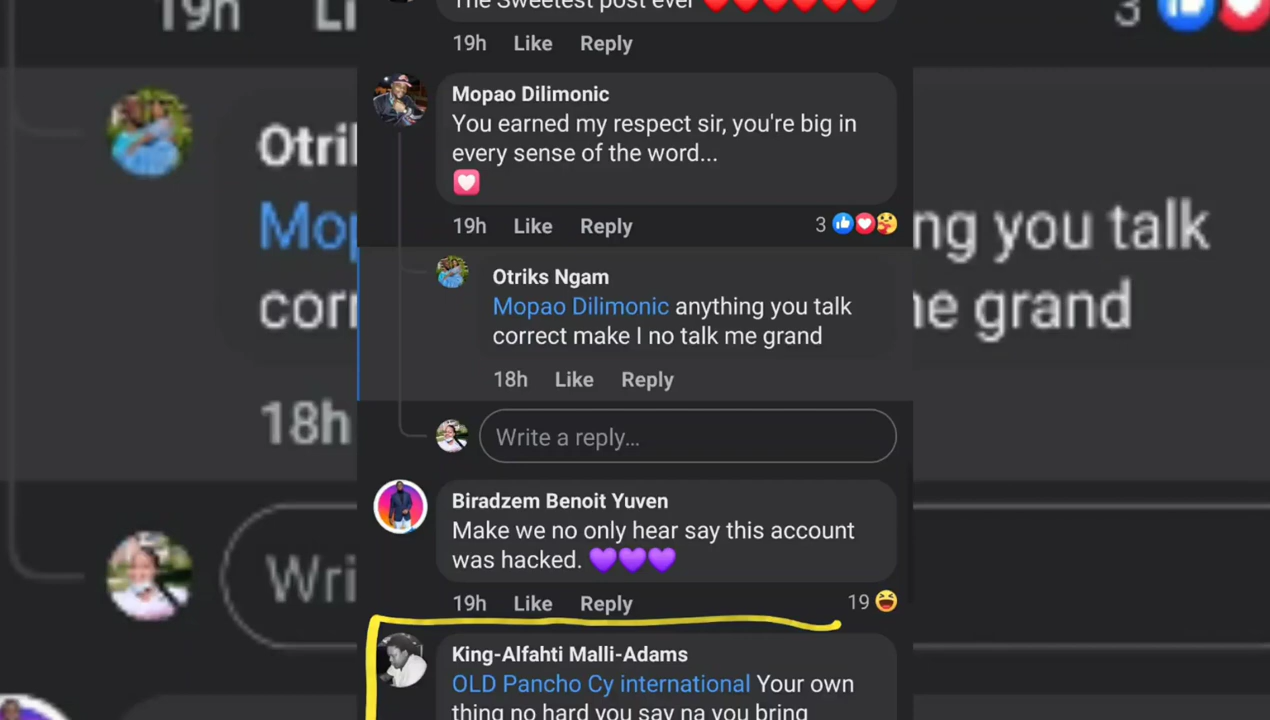 19h Li
3
The Sweetest post ever
19h Like Reply
Mopao Dilimonic
You earned my respect sir, you're big in
every sense of the word...
19h Like Reply 3
Otriks Ngam
Mopao Dilimonic anything you talk
correct make I no talk me grand
18h Like Reply
Write a reply...
Biradzem Benoit Yuven
Make we no only hear say this account
was hacked. 💜💜💜
19h Like Reply 19
King-Alfahti Malli-Adams
OLD Pancho Cy international Your own
thing no hard you say na you bring
Otri
Mop
ng you talk
corr
ne grand
18h
Wri